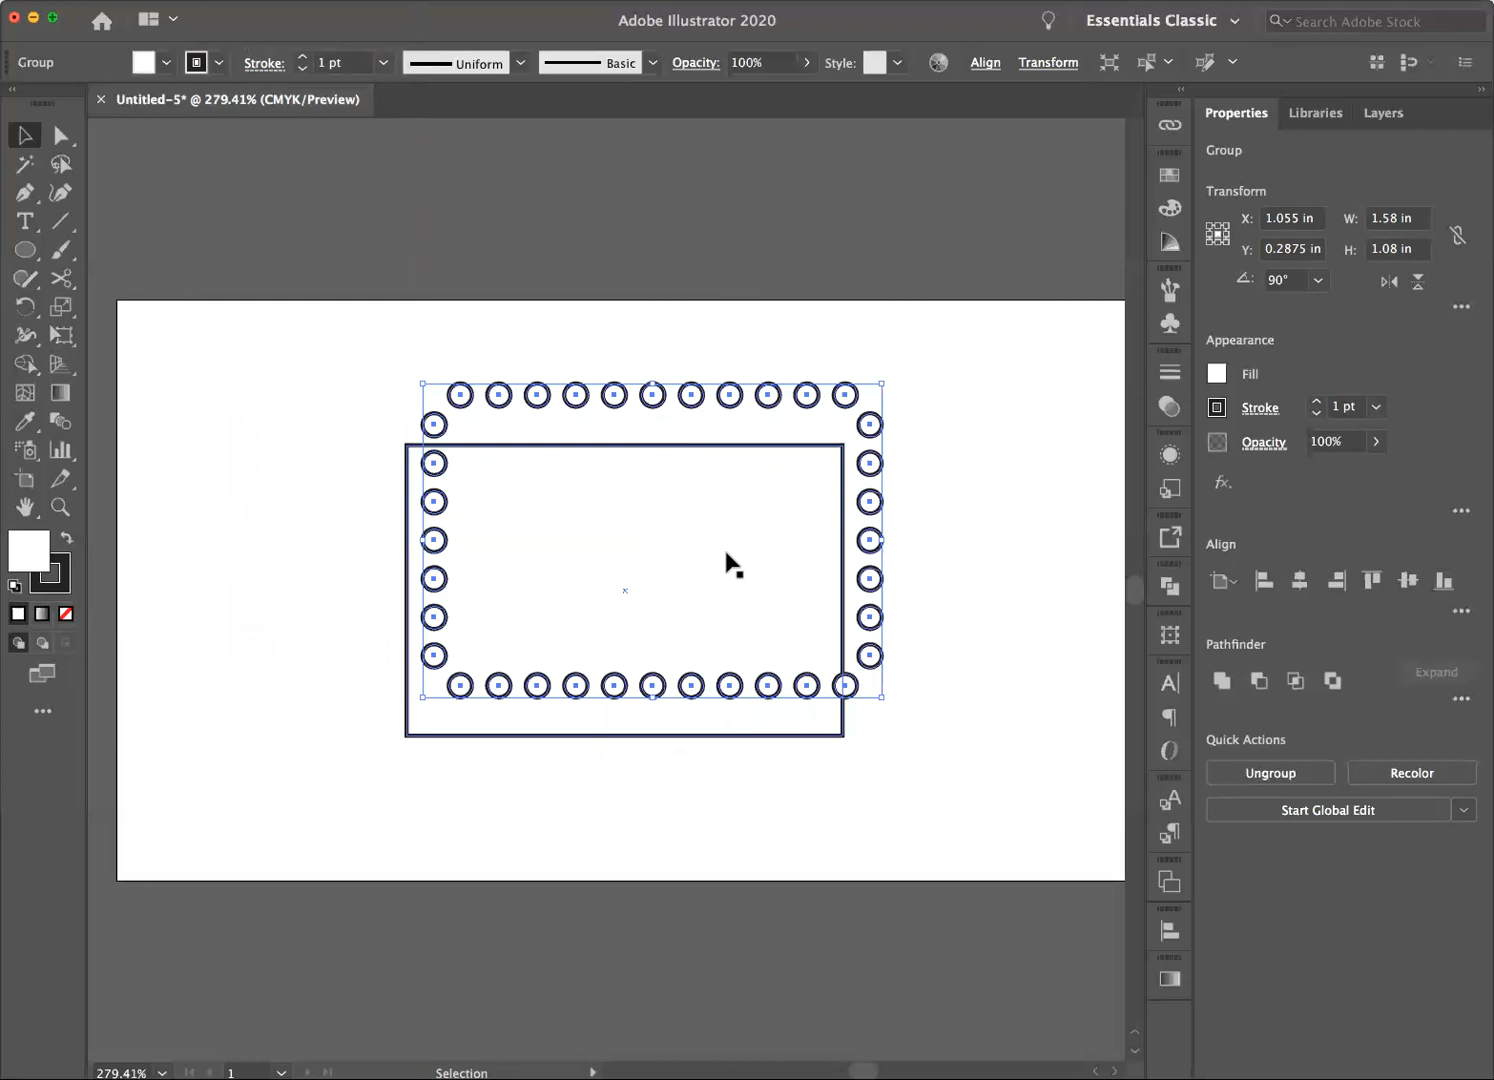 Adobe Illustrator 2020
Essentials Classic
Search Adobe Stock
Group
Stroke:
1 pt
Uniform
Basic
Opacity:
100%
Style:
Align
Transform
Untitled-5* @ 279.41% (CMYK/Preview)
Properties
Libraries
Layers
Group
Transform
X:
1.055 in
W:
1.58 in
Y:
0.2875 in
H:
1.08 in
90°
Appearance
Fill
Stroke
1 pt
Opacity
100%
fx.
Align
Pathfinder
Expand
Quick Actions
Ungroup
Recolor
Start Global Edit
279.41%
1
Selection